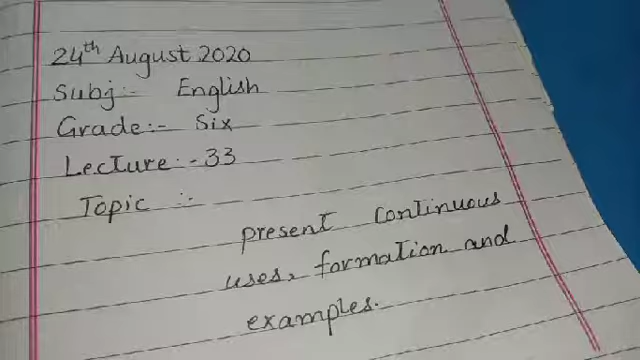 24th August 2020
Subj:- English
Grade:- Six
Lecture:- 33
Topic :-
present continuous
uses, formation and
examples.